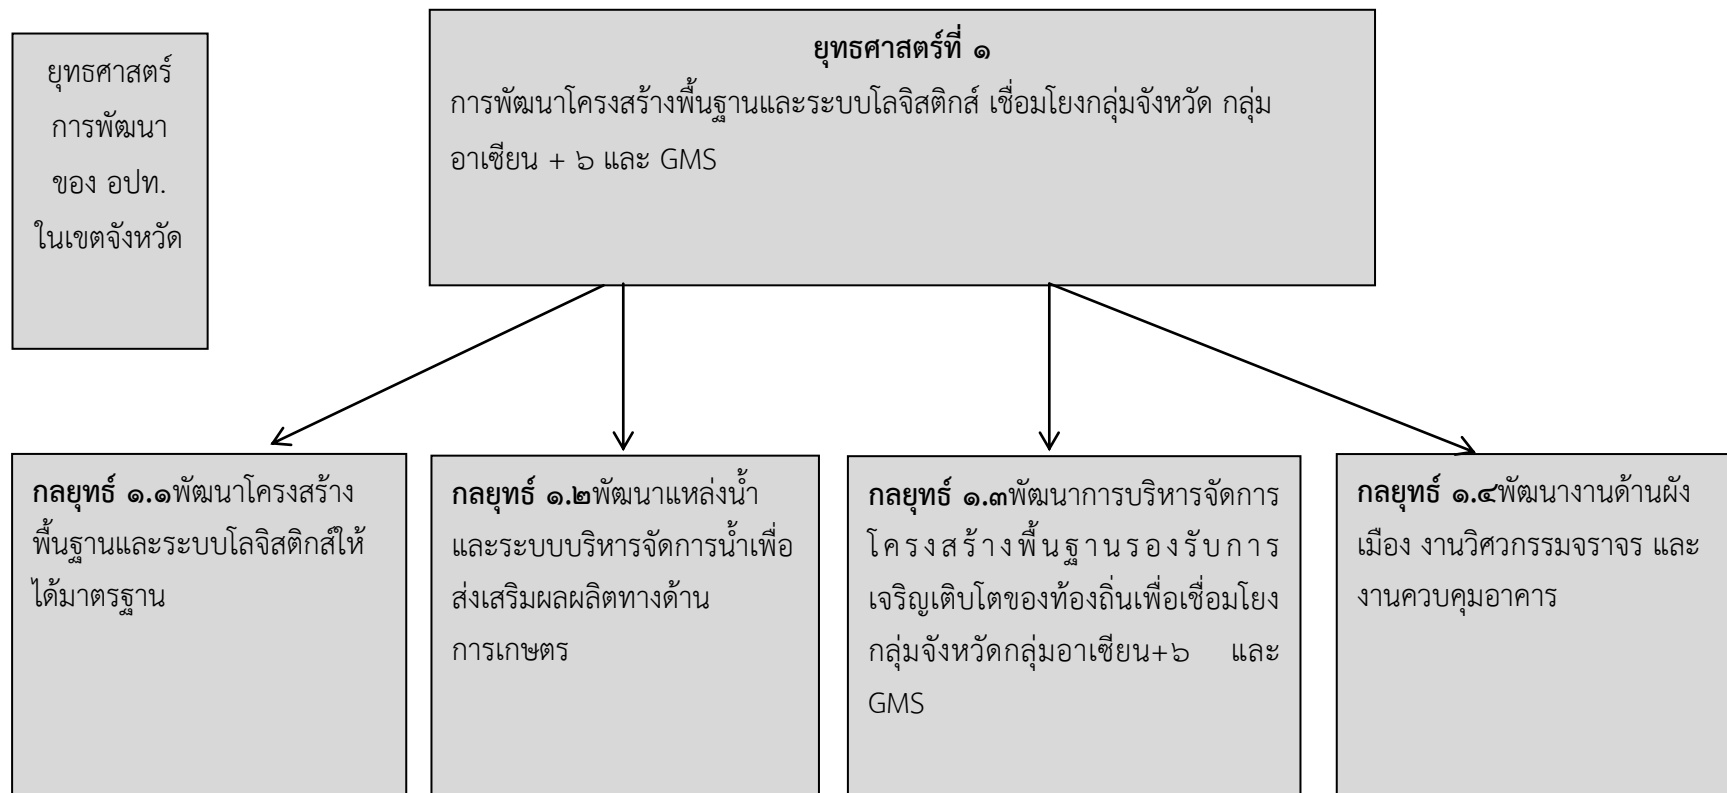 ยุทธศาสตร์
การพัฒนา
ของ อปท.
ในเขตจังหวัด
ยุทธศาสตร์ที่ ๑
การพัฒนาโครงสร้างพื้นฐานและระบบโลจิสติกส์ เชื่อมโยงกลุ่มจังหวัด กลุ่ม
อาเซียน + ๖ และ GMS
กลยุทธ์ ๑.๑พัฒนาโครงสร้าง
พื้นฐานและระบบโลจิสติกส์ให้
ได้มาตรฐาน
กลยุทธ์ ๑.๒พัฒนาแหล่งน้ำ
และระบบบริหารจัดการน้ำเพื่อ
ส่งเสริมผลผลิตทางด้าน
การเกษตร
กลยุทธ์ ๑.๓พัฒนาการบริหารจัดการ
โครงสร้างพื้นฐานรองรับการ
เจริญเติบโตของท้องถิ่นเพื่อเชื่อมโยง
กลุ่มจังหวัดกลุ่มอาเซียน+๖ และ
GMS
กลยุทธ์ ๑.๔พัฒนางานด้านผัง
เมือง งานวิศวกรรมจราจร และ
งานควบคุมอาคาร